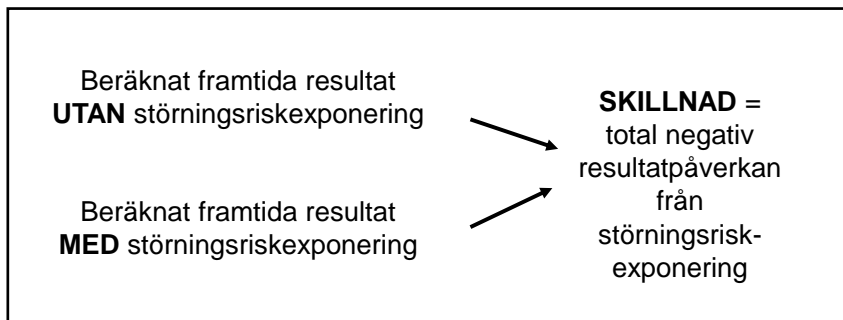 Beräknat framtida resultat
UTAN störningsriskexponering
Beräknat framtida resultat
MED störningsriskexponering
SKILLNAD =
total negativ
resultatpåverkan
från
störningsrisk-
exponering